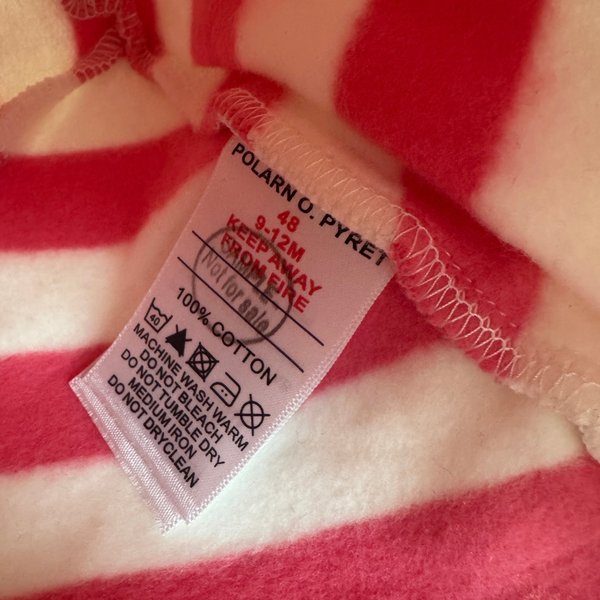 POLARN O. PYRET
48
9-12M
KEEP AWAY
FROM FIRE
Not for sale
100% COTTON
40
MACHINE WASH WARM
DO NOT BLEACH
DO NOT TUMBLE DRY
MEDIUM IRON
DO NOT DRYCLEAN